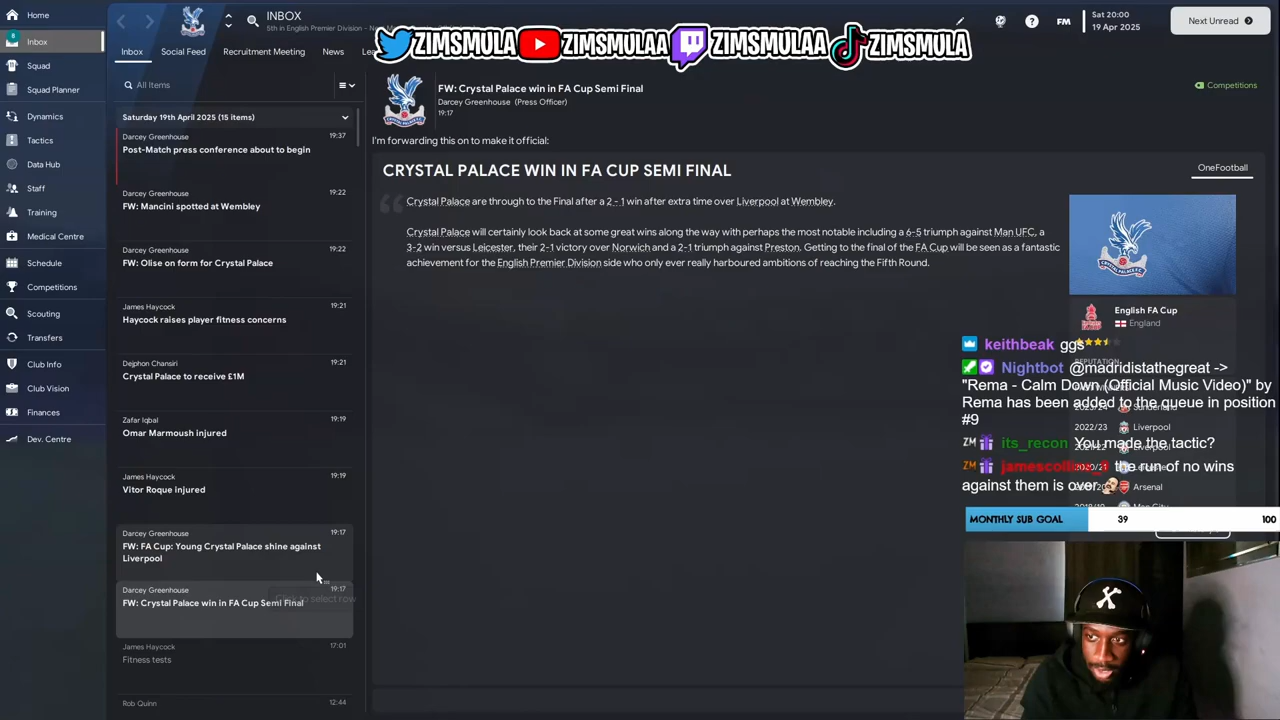 Home
Inbox
Squad
Squad Planner
Dynamics
Tactics
Data Hub
Staff
Training
Medical Centre
Schedule
Competitions
Scouting
Transfers
Club Info
Club Vision
Finances
Dev. Centre
INBOX
5th in English Premier Division
Sat 20:00
19 Apr 2025
FM
Next Unread
Inbox
Social Feed
Recruitment Meeting
News
ZIMSMULA
ZIMSMULAA
ZIMSMULAA
ZIMSMULA
All Items
Saturday 19th April 2025 (15 items)
Darcey Greenhouse 19:37
Post-Match press conference about to begin
Darcey Greenhouse 19:22
FW: Mancini spotted at Wembley
Darcey Greenhouse 19:22
FW: Olise on form for Crystal Palace
James Haycock 19:21
Haycock raises player fitness concerns
Dejphon Chansiri 19:21
Crystal Palace to receive £1M
Zafar Iqbal 19:19
Omar Marmoush injured
James Haycock 19:19
Vitor Roque injured
Darcey Greenhouse 19:17
FW: FA Cup: Young Crystal Palace shine against
Liverpool
Darcey Greenhouse 19:17
FW: Crystal Palace win in FA Cup Semi Final
Click to select row
James Haycock 17:01
Fitness tests
Rob Quinn 12:44
FW: Crystal Palace win in FA Cup Semi Final
Darcey Greenhouse (Press Officer)
19:17
Competitions
I'm forwarding this on to make it official:
CRYSTAL PALACE WIN IN FA CUP SEMI FINAL
OneFootball
Crystal Palace are through to the Final after a 2 - 1 win after extra time over Liverpool at Wembley.
Crystal Palace will certainly look back at some great wins along the way with perhaps the most notable including a 6-5 triumph against Man UFC, a
3-2 win versus Leicester, their 2-1 victory over Norwich and a 2-1 triumph against Preston. Getting to the final of the FA Cup will be seen as a fantastic
achievement for the English Premier Division side who only ever really harboured ambitions of reaching the Fifth Round.
English FA Cup
England
keithbeak ggs
Nightbot @madridistathegreat ->
"Rema - Calm Down (Official Music Video)" by
Rema has been added to the queue in position
#9
2022/23 Liverpool
its_recon You made the tactic?
the run of no wins
against them is over
Arsenal
MONTHLY SUB GOAL 39 100